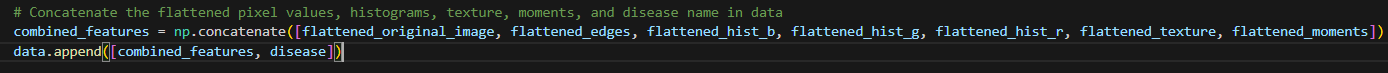 # Concatenate the flattened pixel values, histograms, texture, moments, and disease name in data
combined_features = np.concatenate([flattened_original_image, flattened_edges, flattened_hist_b, flattened_hist_g, flattened_hist_r, flattened_texture, flattened_moments])
data.append([combined_features, disease])